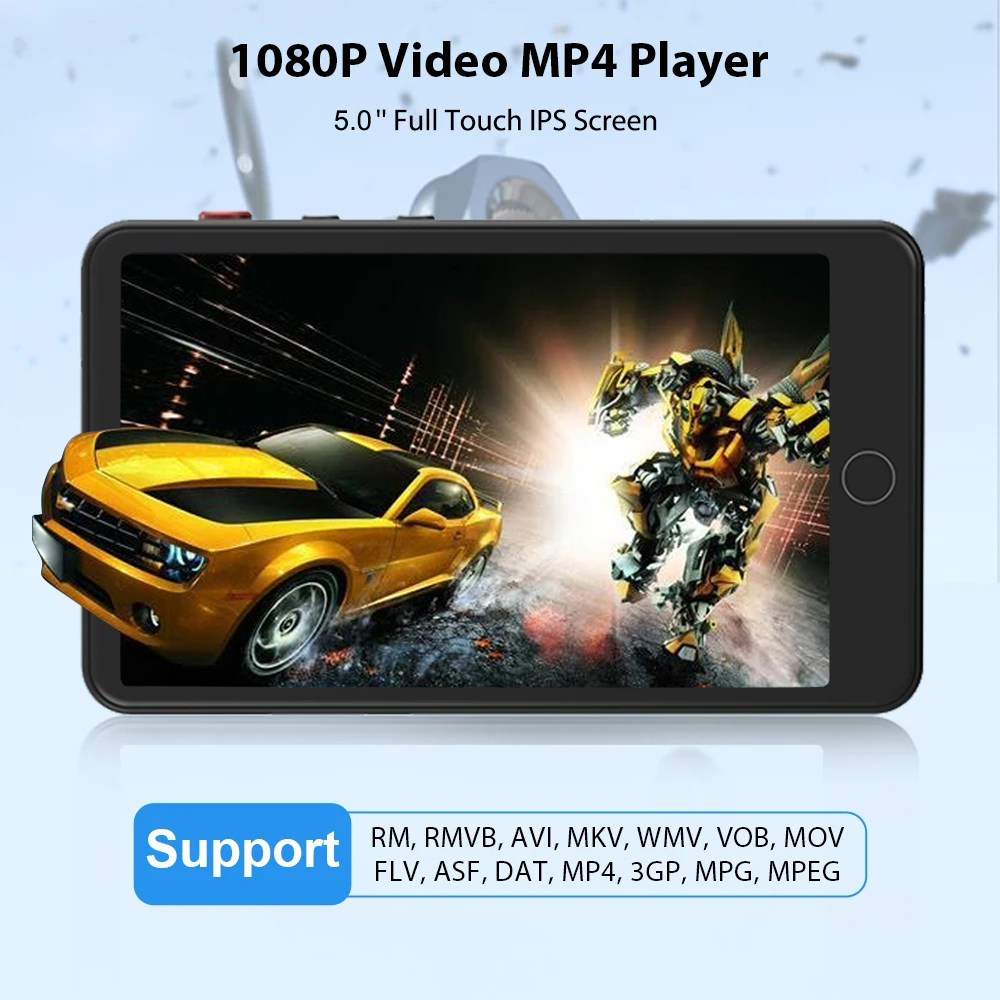 1080P Video MP4 Player
5.0" Full Touch IPS Screen
Support
RM, RMVB, AVI, MKV, WMV, VOB, MOV
FLV, ASF, DAT, MP4, 3GP, MPG, MPEG